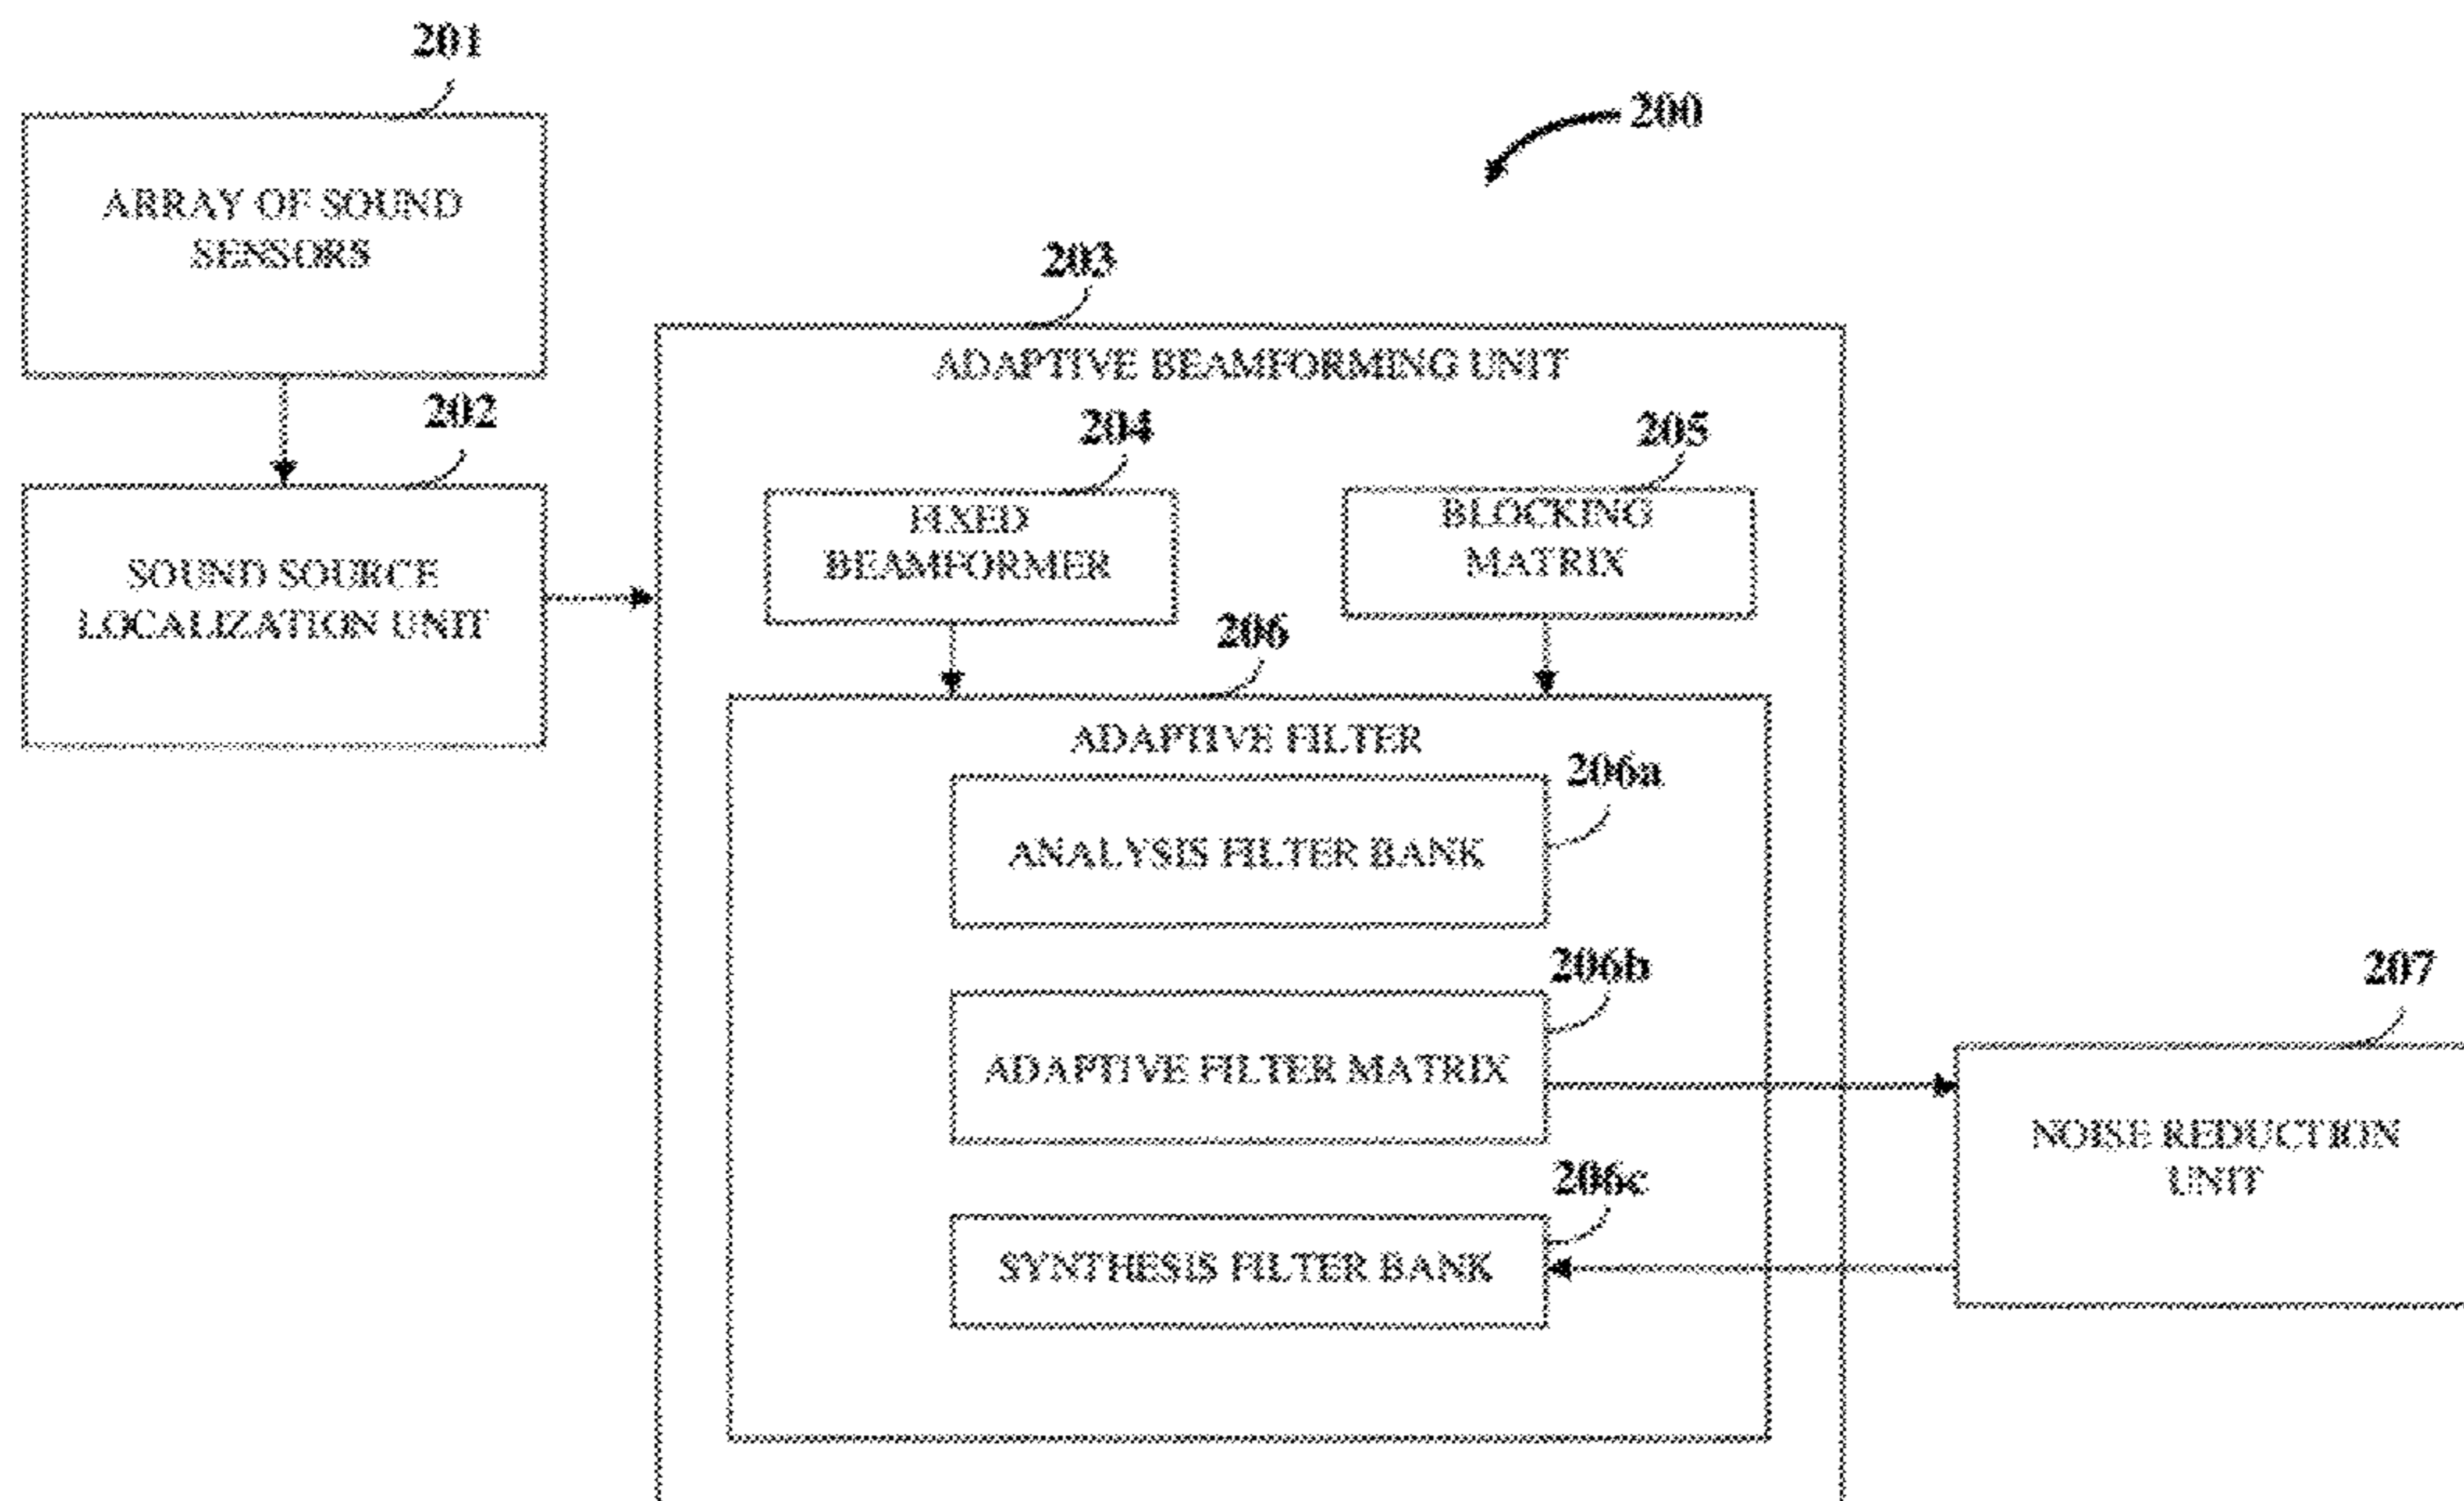 201
200
ARRAY OF SOUND
SENSORS
203
ADAPTIVE BEAMFORMING UNIT
202
204
205
SOUND SOURCE
LOCALIZATION UNIT
FIXED
BEAMFORMER
BLOCKING
MATRIX
206
ADAPTIVE FILTER
206a
ANALYSIS FILTER BANK
206b
ADAPTIVE FILTER MATRIX
207
NOISE REDUCTION
UNIT
206c
SYNTHESIS FILTER BANK